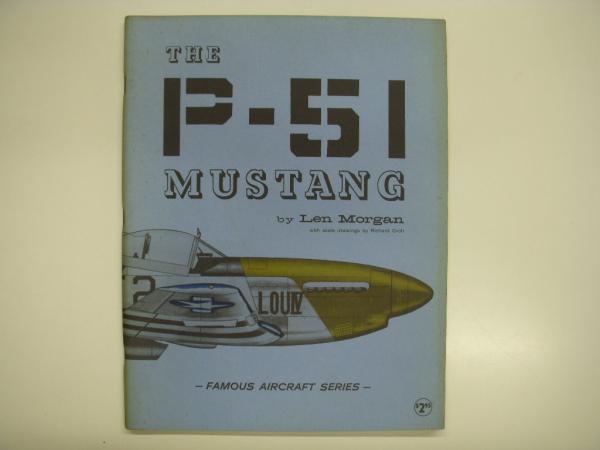 THE
P-51
MUSTANG
by Len Morgan
with scale drawings by Richard Groh
2
LOU IV
— FAMOUS AIRCRAFT SERIES —
$2.95